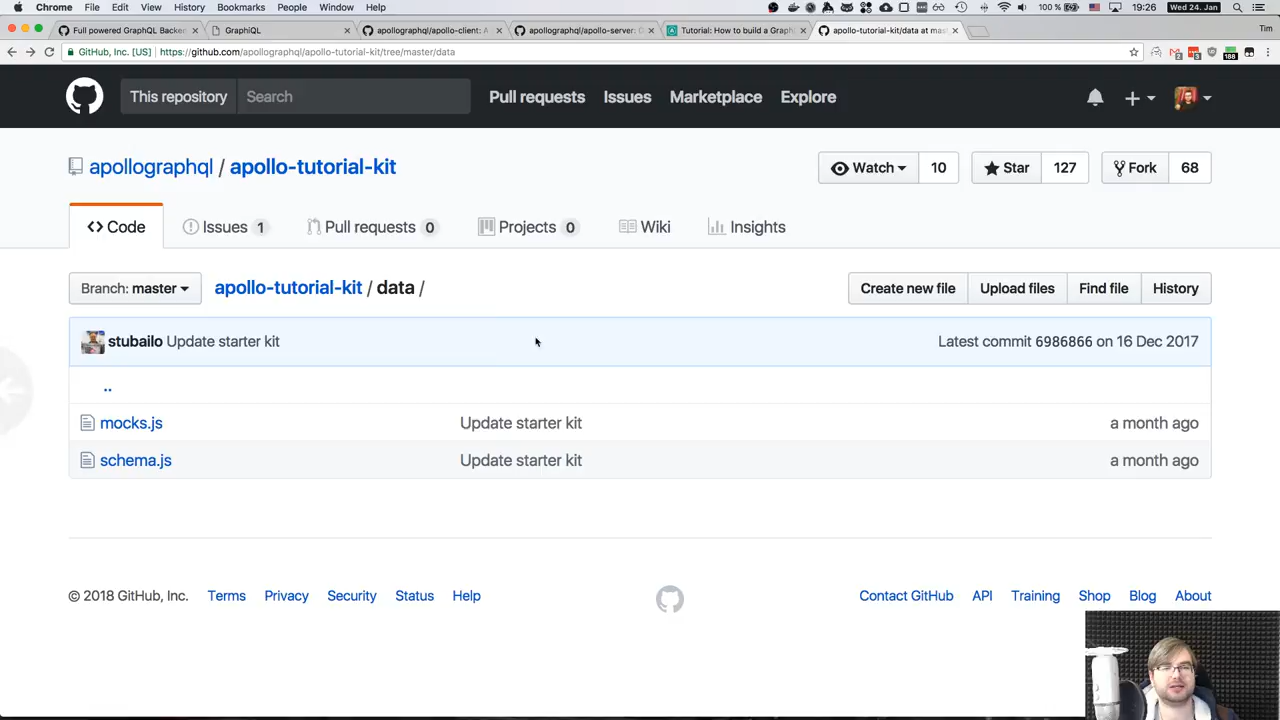 Chrome File Edit View History Bookmarks People Window Help 100 % 19:26 Wed 24. Jan
Full powered GraphQL Backen × GraphiQL × apollographql/apollo-client: A × apollographql/apollo-server: G × Tutorial: How to build a Graph × apollo-tutorial-kit/data at mas × Tim
GitHub, Inc. [US] https://github.com/apollographql/apollo-tutorial-kit/tree/master/data
This repository Search Pull requests Issues Marketplace Explore
apollographql / apollo-tutorial-kit Watch 10 Star 127 Fork 68
Code Issues 1 Pull requests 0 Projects 0 Wiki Insights
Branch: master apollo-tutorial-kit / data / Create new file Upload files Find file History
stubailo Update starter kit Latest commit 6986866 on 16 Dec 2017
..
mocks.js Update starter kit a month ago
schema.js Update starter kit a month ago
© 2018 GitHub, Inc. Terms Privacy Security Status Help Contact GitHub API Training Shop Blog About